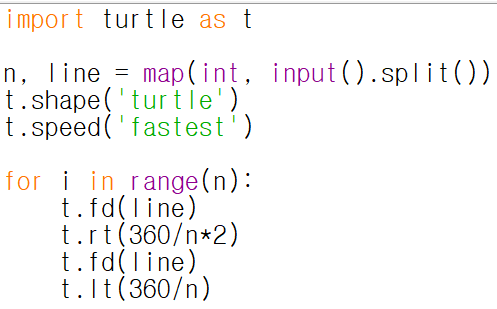 import turtle as t
n, line = map(int, input().split())
t.shape('turtle')
t.speed('fastest')
for i in range(n):
    t.fd(line)
    t.rt(360/n*2)
    t.fd(line)
    t.lt(360/n)